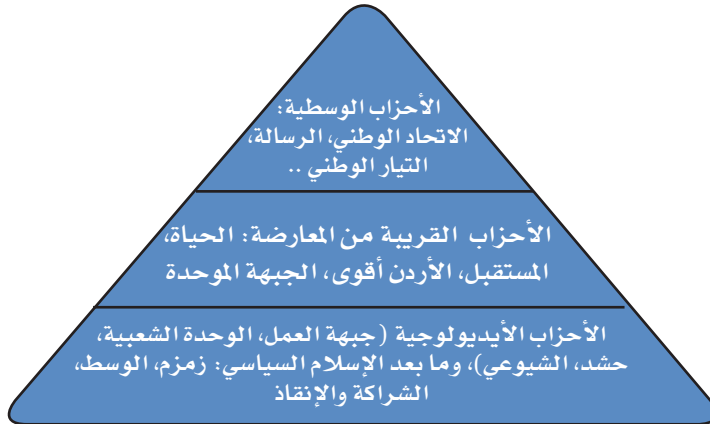 الأحزاب الوسطية:
الاتحاد الوطني، الرسالة،
التيار الوطني ..
الأحزاب القريبة من المعارضة: الحياة،
المستقبل، الأردن أقوى، الجبهة الموحدة
الأحزاب الأيديولوجية (جبهة العمل، الوحدة الشعبية،
حشد، الشيوعي)، وما بعد الإسلام السياسي: زمزم، الوسط،
الشراكة والإنقاذ